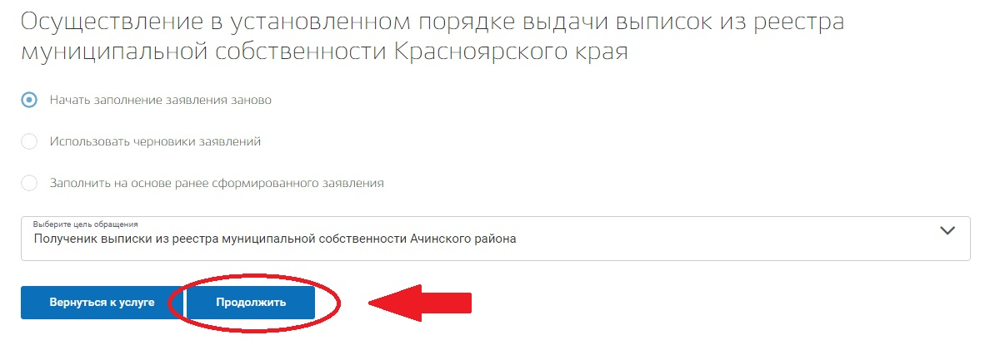 Осуществление в установленном порядке выдачи выписок из реестра
муниципальной собственности Красноярского края
Начать заполнение заявления заново
Использовать черновики заявлений
Заполнить на основе ранее сформированного заявления
Выберите цель обращения
Полученик выписки из реестра муниципальной собственности Ачинского района
Вернуться к услуге Продолжить